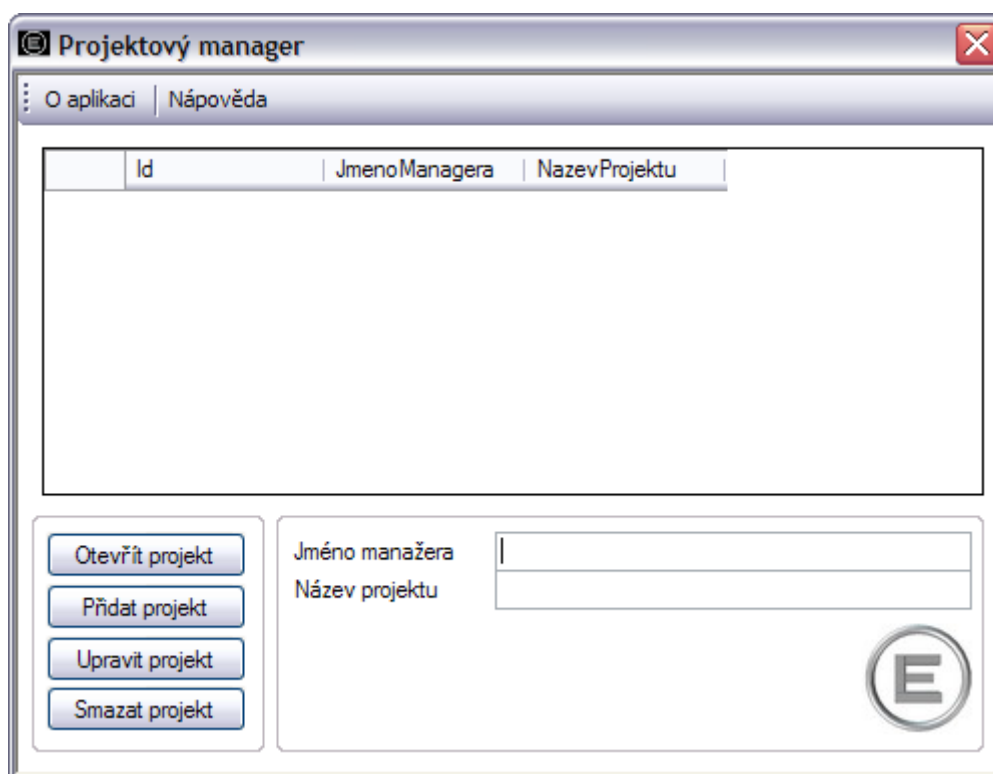 Projektový manager
O aplikaci Nápověda
Id JmenoManagera NazevProjektu
Otevřít projekt
Přidat projekt
Upravit projekt
Smazat projekt
Jméno manažera
Název projektu
E